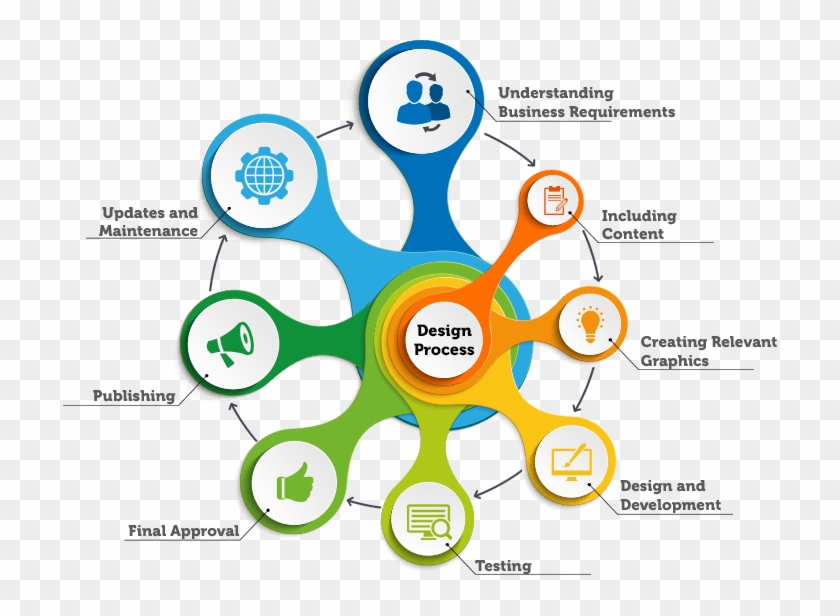 Understanding
Business Requirements
Including
Content
Updates and
Maintenance
Design
Process
Creating Relevant
Graphics
Publishing
Design and
Development
Final Approval
Testing